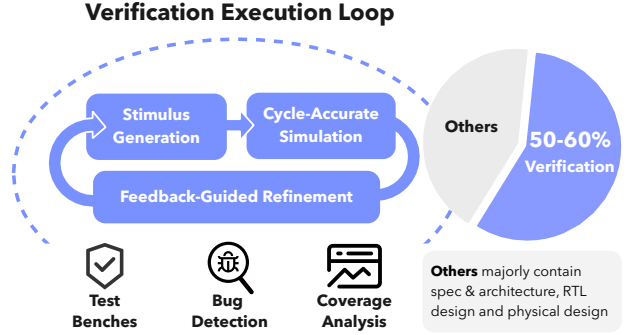 Verification Execution Loop
Stimulus
Generation
Cycle-Accurate
Simulation
Feedback-Guided Refinement
Others
50-60%
Verification
Test
Benches
Bug
Detection
Coverage
Analysis
Others majorly contain
spec & architecture, RTL
design and physical design